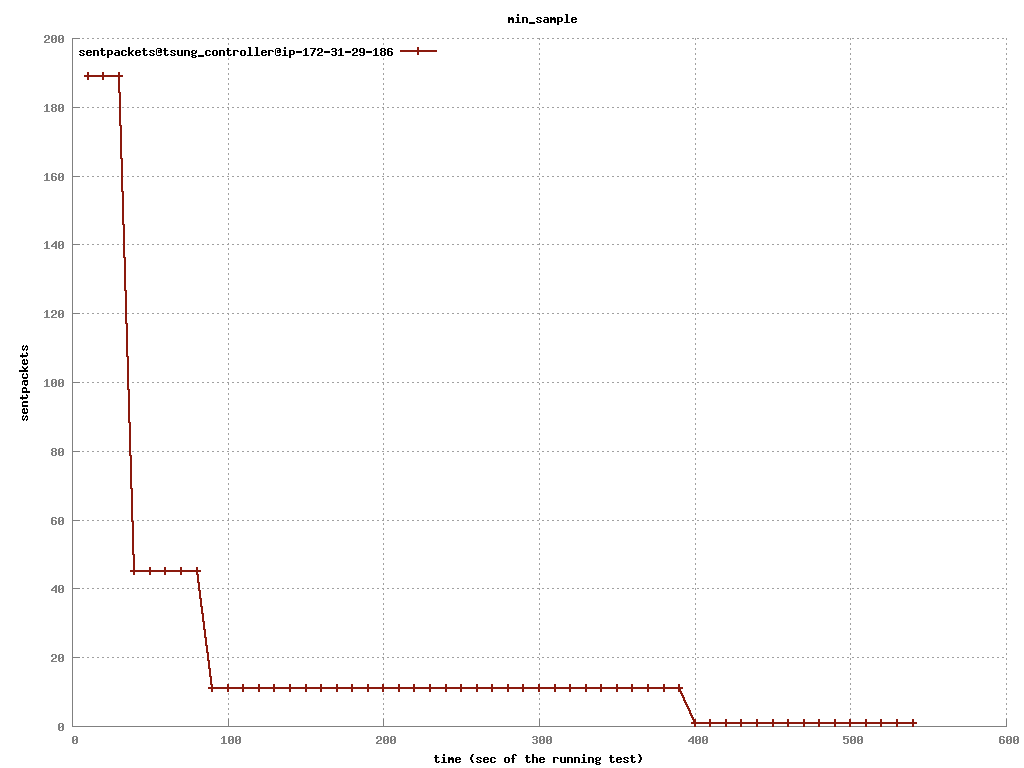 min_sample
sentpackets@tsung_controller@ip-172-31-29-186
200
180
160
140
120
100
80
60
40
20
0
sentpackets
0 100 200 300 400 500 600
time (sec of the running test)